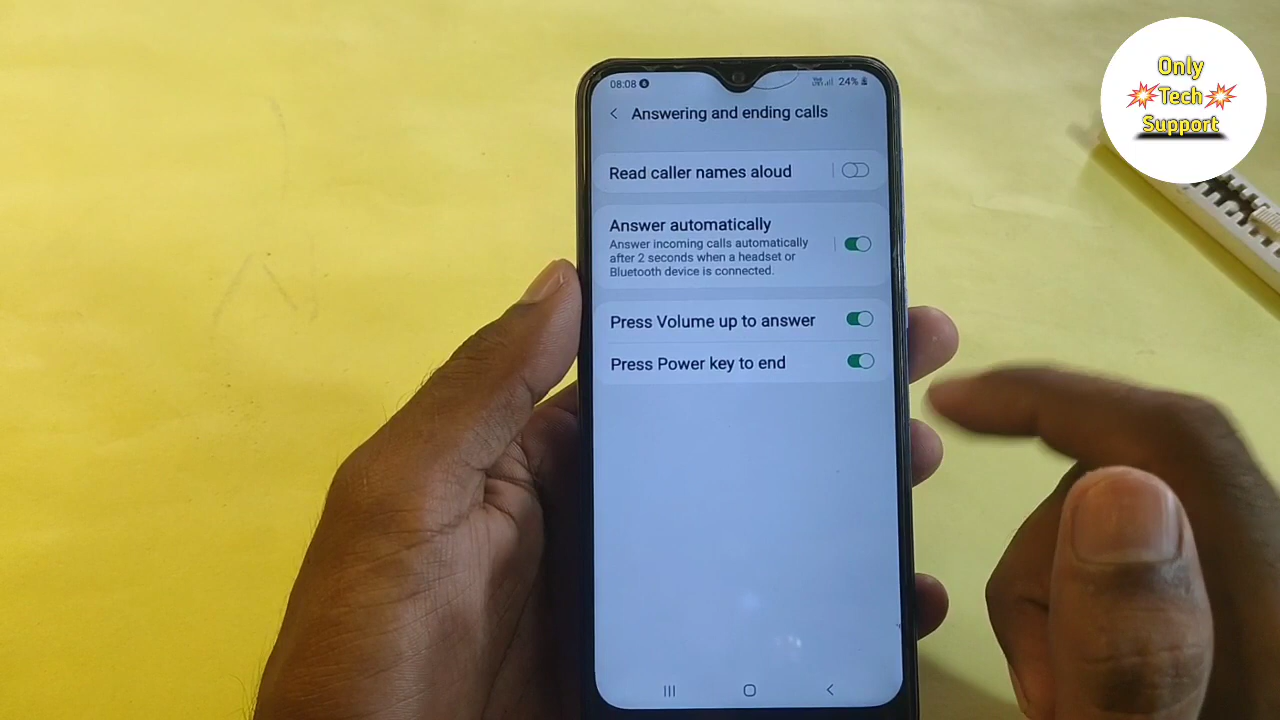 Only
Tech
Support
08:08 24%
Answering and ending calls
Read caller names aloud
Answer automatically
Answer incoming calls automatically
after 2 seconds when a headset or
Bluetooth device is connected.
Press Volume up to answer
Press Power key to end